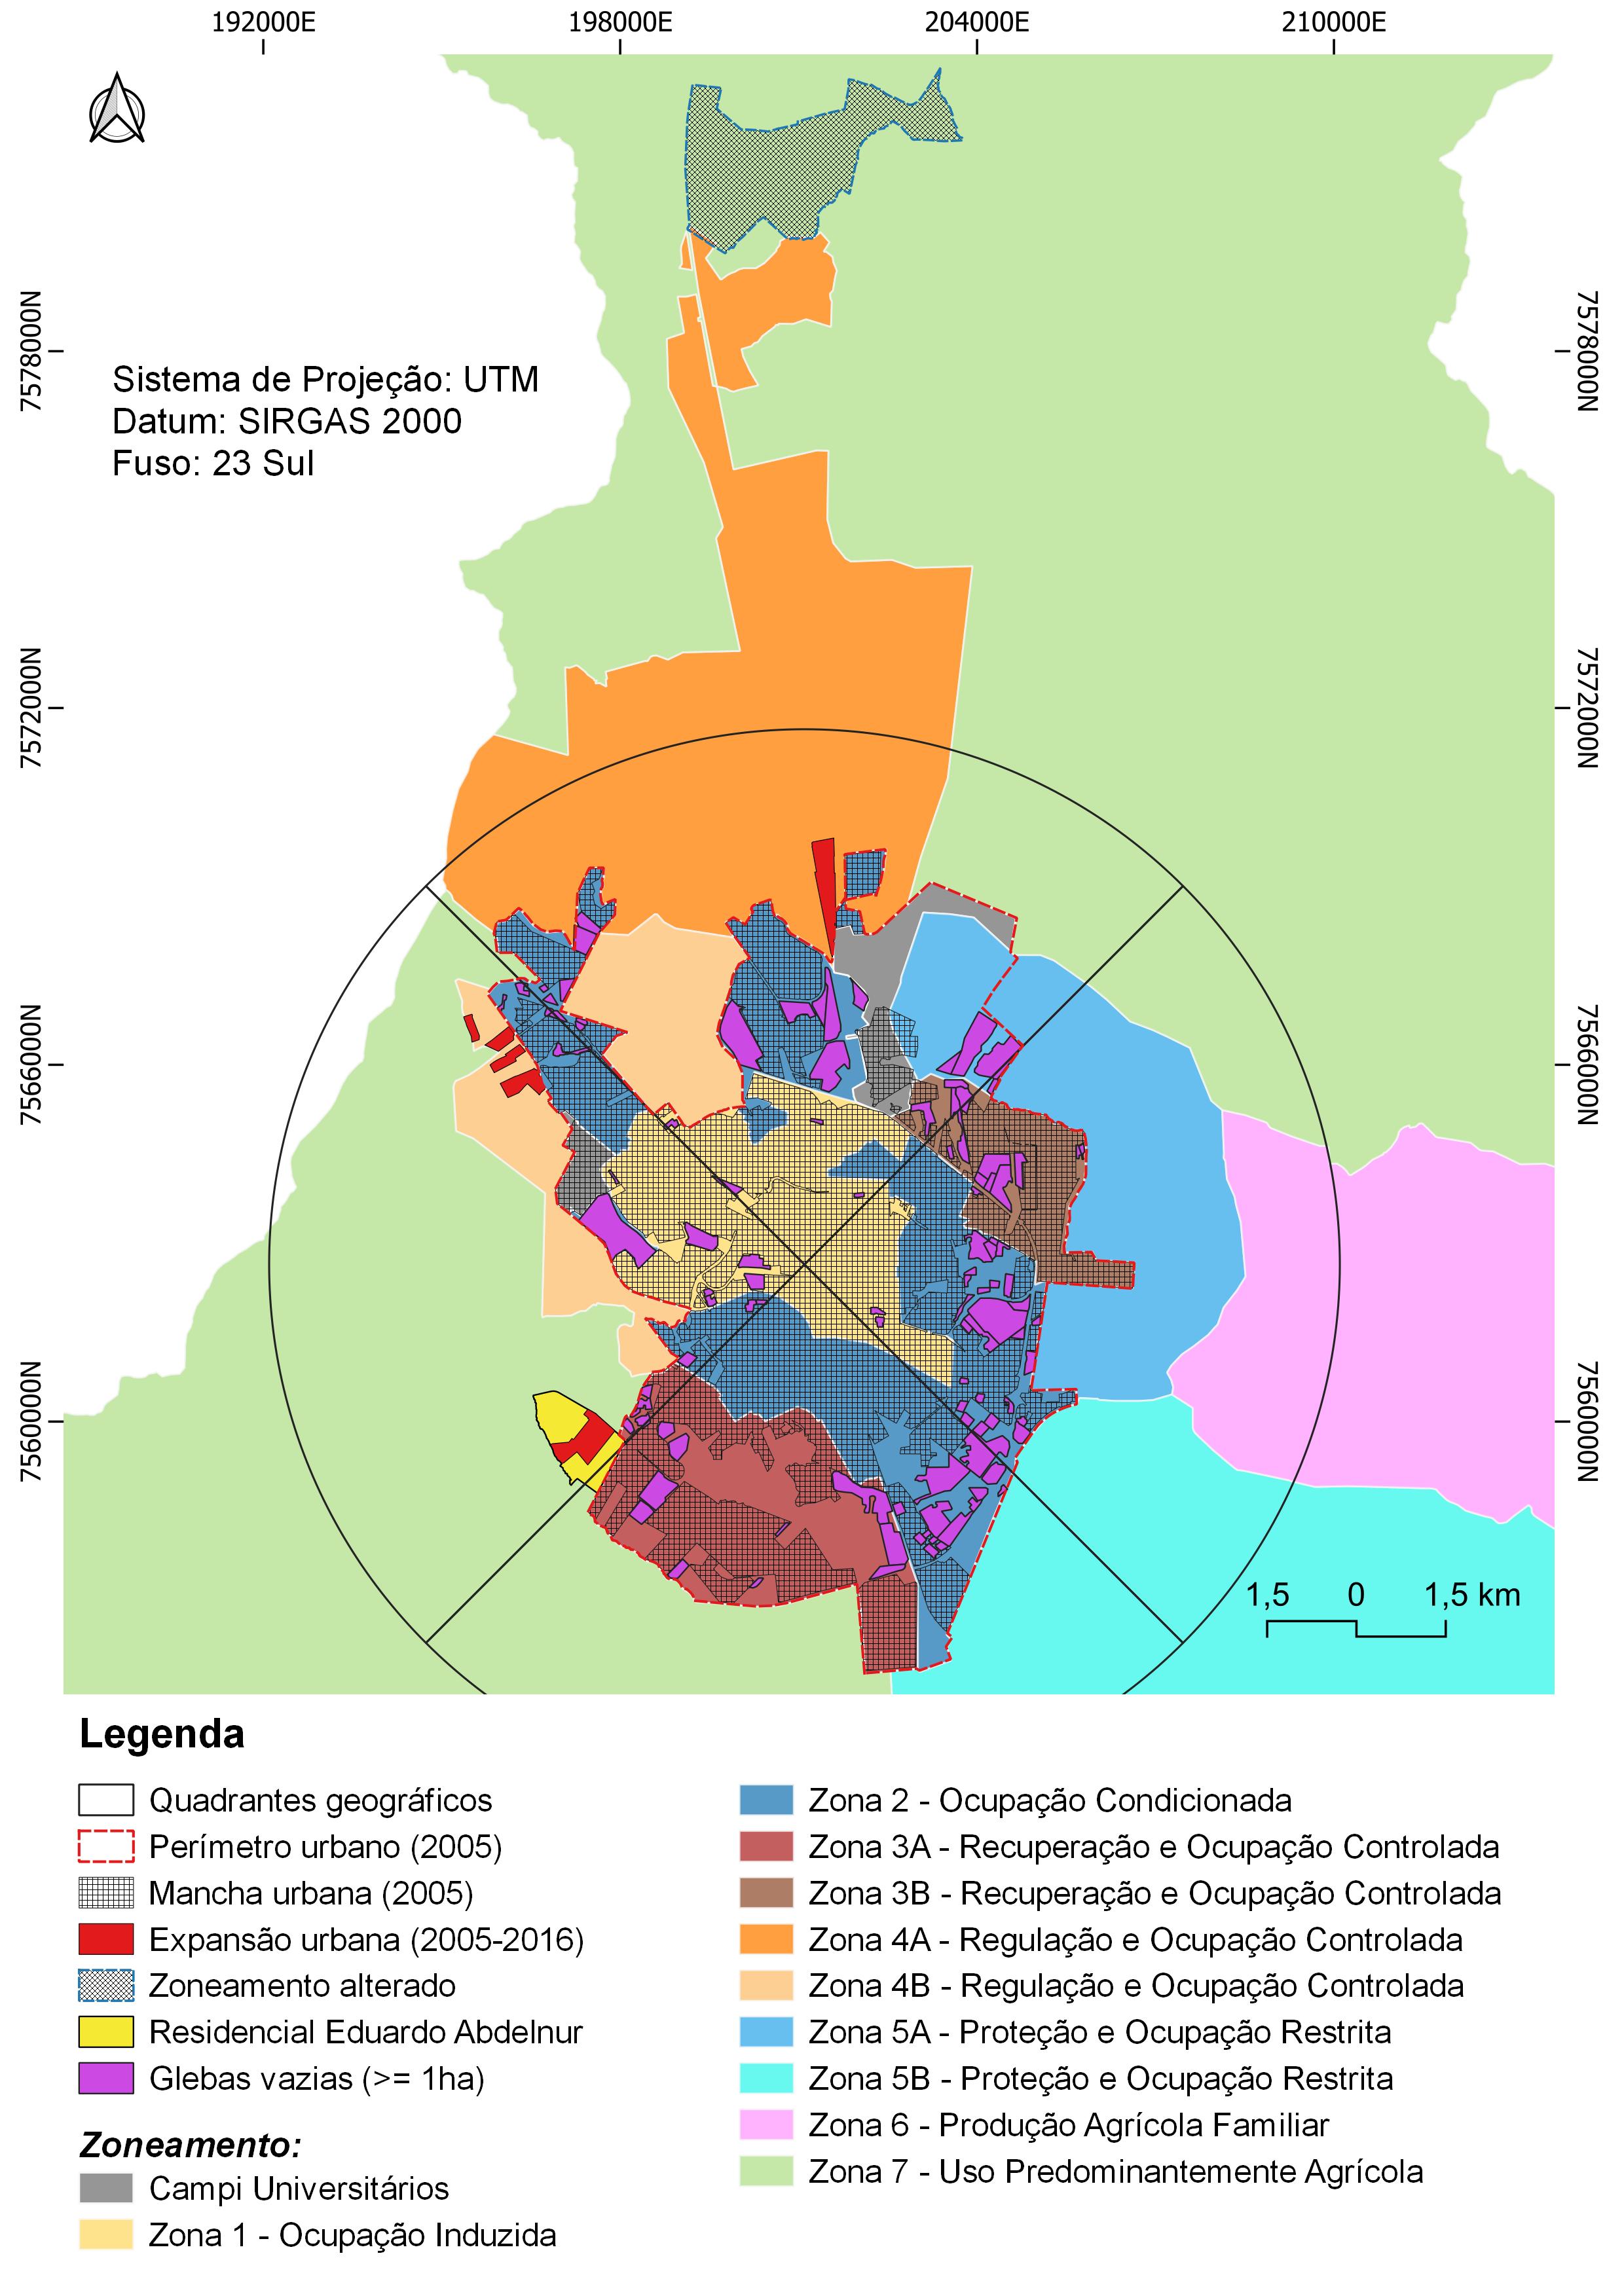 192000E 198000E 204000E 210000E
7578000N 7578000N
Sistema de Projeção: UTM
Datum: SIRGAS 2000
Fuso: 23 Sul
7572000N 7572000N
7566000N 7566000N
7560000N 7560000N
1,5 0 1,5 km
Legenda
Quadrantes geográficos
Perímetro urbano (2005)
Mancha urbana (2005)
Expansão urbana (2005-2016)
Zoneamento alterado
Residencial Eduardo Abdelnur
Glebas vazias (>= 1ha)
Zoneamento:
Campi Universitários
Zona 1 - Ocupação Induzida
Zona 2 - Ocupação Condicionada
Zona 3A - Recuperação e Ocupação Controlada
Zona 3B - Recuperação e Ocupação Controlada
Zona 4A - Regulação e Ocupação Controlada
Zona 4B - Regulação e Ocupação Controlada
Zona 5A - Proteção e Ocupação Restrita
Zona 5B - Proteção e Ocupação Restrita
Zona 6 - Produção Agrícola Familiar
Zona 7 - Uso Predominantemente Agrícola